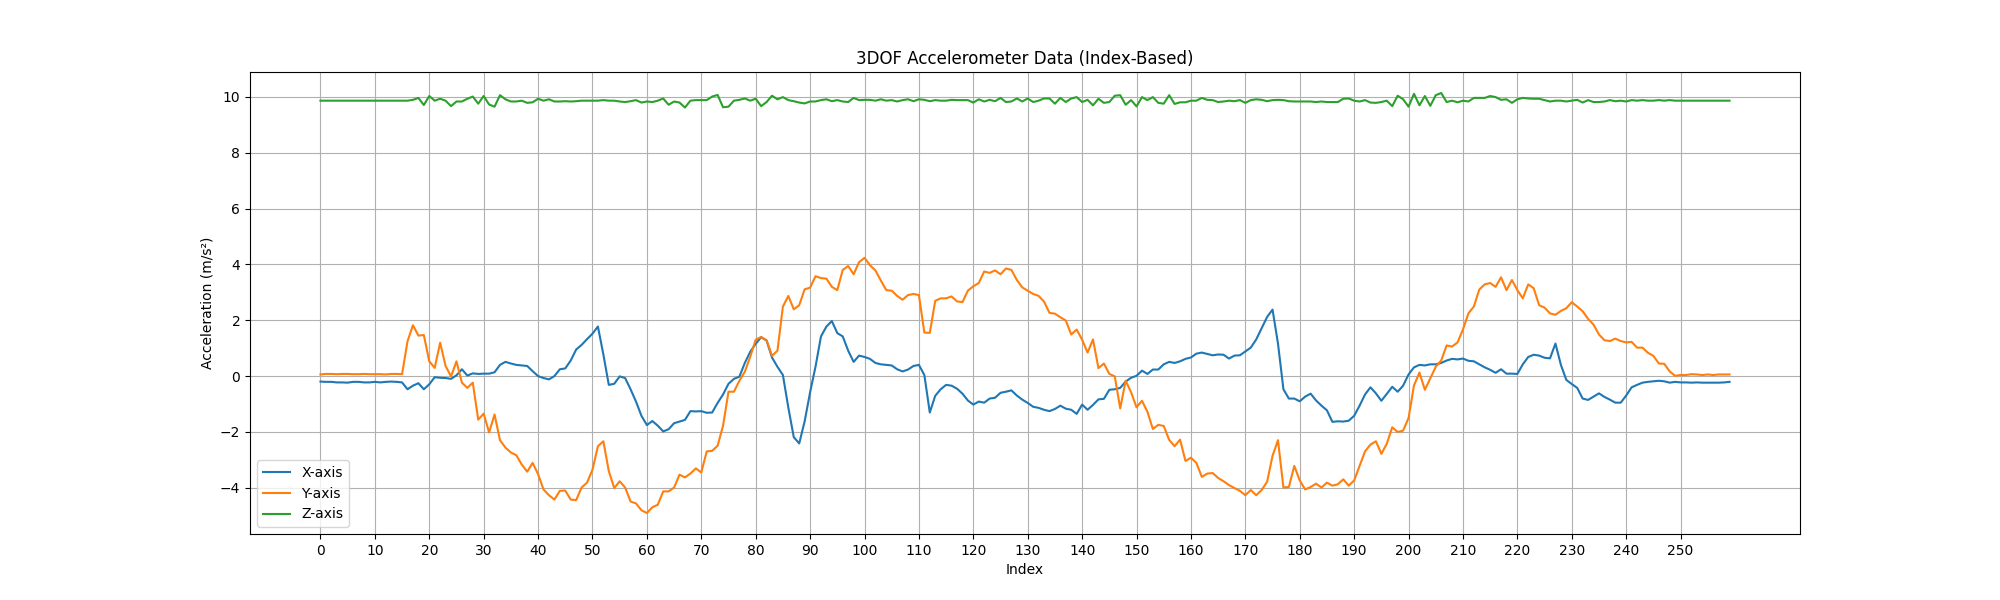 3DOF Accelerometer Data (Index-Based)
Acceleration (m/s²)
10
8
6
4
2
0
−2
−4
X-axis
Y-axis
Z-axis
0 10 20 30 40 50 60 70 80 90 100 110 120 130 140 150 160 170 180 190 200 210 220 230 240 250
Index